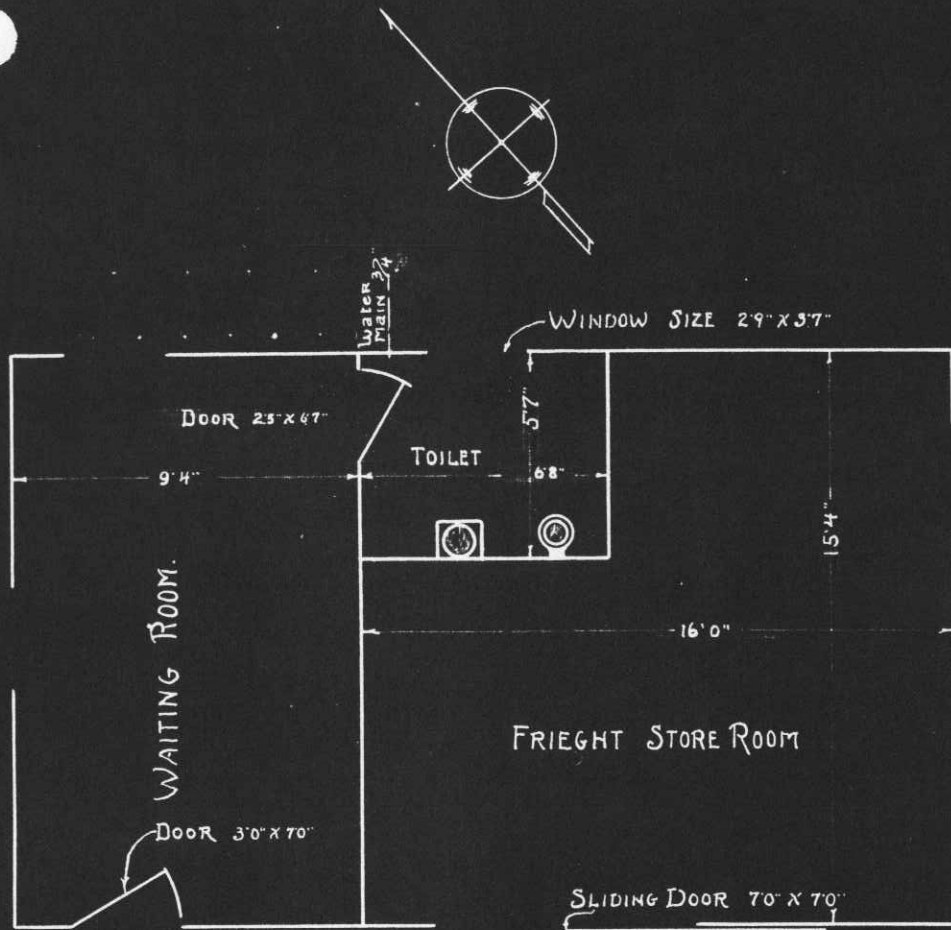 Water
Main 3/4"
Window Size 2'9" x 3'7"
Door 2'5" x 6'7"
5'7"
Toilet
6'8"
9'4"
15'4"
Waiting Room.
16'0"
Frieght Store Room
Door 3'0" x 7'0"
Sliding Door 7'0" x 7'0"